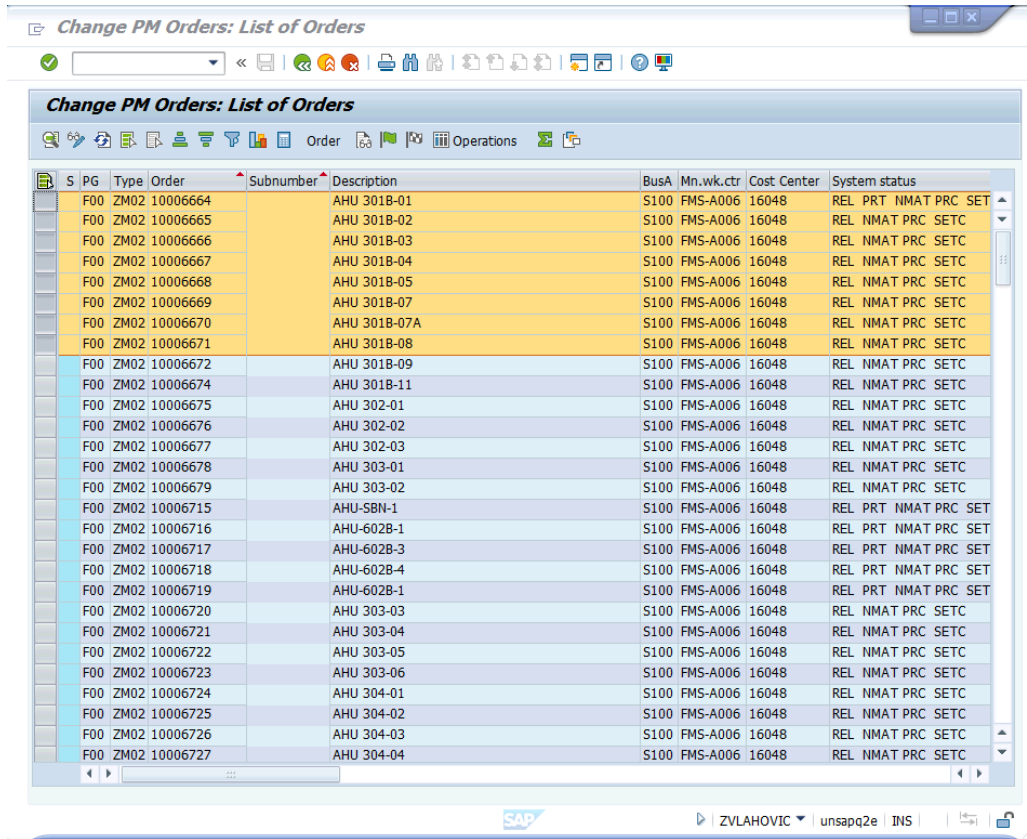 Change PM Orders: List of Orders
Change PM Orders: List of Orders
Order Operations
S PG Type Order Subnumber Description BusA Mn.wk.ctr Cost Center System status
F00 ZM02 10006664 AHU 301B-01 S100 FMS-A006 16048 REL PRT NMAT PRC SET
F00 ZM02 10006665 AHU 301B-02 S100 FMS-A006 16048 REL NMAT PRC SETC
F00 ZM02 10006666 AHU 301B-03 S100 FMS-A006 16048 REL NMAT PRC SETC
F00 ZM02 10006667 AHU 301B-04 S100 FMS-A006 16048 REL NMAT PRC SETC
F00 ZM02 10006668 AHU 301B-05 S100 FMS-A006 16048 REL NMAT PRC SETC
F00 ZM02 10006669 AHU 301B-07 S100 FMS-A006 16048 REL NMAT PRC SETC
F00 ZM02 10006670 AHU 301B-07A S100 FMS-A006 16048 REL NMAT PRC SETC
F00 ZM02 10006671 AHU 301B-08 S100 FMS-A006 16048 REL NMAT PRC SETC
F00 ZM02 10006672 AHU 301B-09 S100 FMS-A006 16048 REL NMAT PRC SETC
F00 ZM02 10006674 AHU 301B-11 S100 FMS-A006 16048 REL NMAT PRC SETC
F00 ZM02 10006675 AHU 302-01 S100 FMS-A006 16048 REL NMAT PRC SETC
F00 ZM02 10006676 AHU 302-02 S100 FMS-A006 16048 REL NMAT PRC SETC
F00 ZM02 10006677 AHU 302-03 S100 FMS-A006 16048 REL NMAT PRC SETC
F00 ZM02 10006678 AHU 303-01 S100 FMS-A006 16048 REL NMAT PRC SETC
F00 ZM02 10006679 AHU 303-02 S100 FMS-A006 16048 REL NMAT PRC SETC
F00 ZM02 10006715 AHU-SBN-1 S100 FMS-A006 16048 REL PRT NMAT PRC SET
F00 ZM02 10006716 AHU-602B-1 S100 FMS-A006 16048 REL PRT NMAT PRC SET
F00 ZM02 10006717 AHU-602B-3 S100 FMS-A006 16048 REL PRT NMAT PRC SET
F00 ZM02 10006718 AHU-602B-4 S100 FMS-A006 16048 REL PRT NMAT PRC SET
F00 ZM02 10006719 AHU-602B-1 S100 FMS-A006 16048 REL PRT NMAT PRC SET
F00 ZM02 10006720 AHU 303-03 S100 FMS-A006 16048 REL NMAT PRC SETC
F00 ZM02 10006721 AHU 303-04 S100 FMS-A006 16048 REL NMAT PRC SETC
F00 ZM02 10006722 AHU 303-05 S100 FMS-A006 16048 REL NMAT PRC SETC
F00 ZM02 10006723 AHU 303-06 S100 FMS-A006 16048 REL NMAT PRC SETC
F00 ZM02 10006724 AHU 304-01 S100 FMS-A006 16048 REL NMAT PRC SETC
F00 ZM02 10006725 AHU 304-02 S100 FMS-A006 16048 REL NMAT PRC SETC
F00 ZM02 10006726 AHU 304-03 S100 FMS-A006 16048 REL NMAT PRC SETC
F00 ZM02 10006727 AHU 304-04 S100 FMS-A006 16048 REL NMAT PRC SETC
SAP ZVLAHOVIC unsapq2e INS